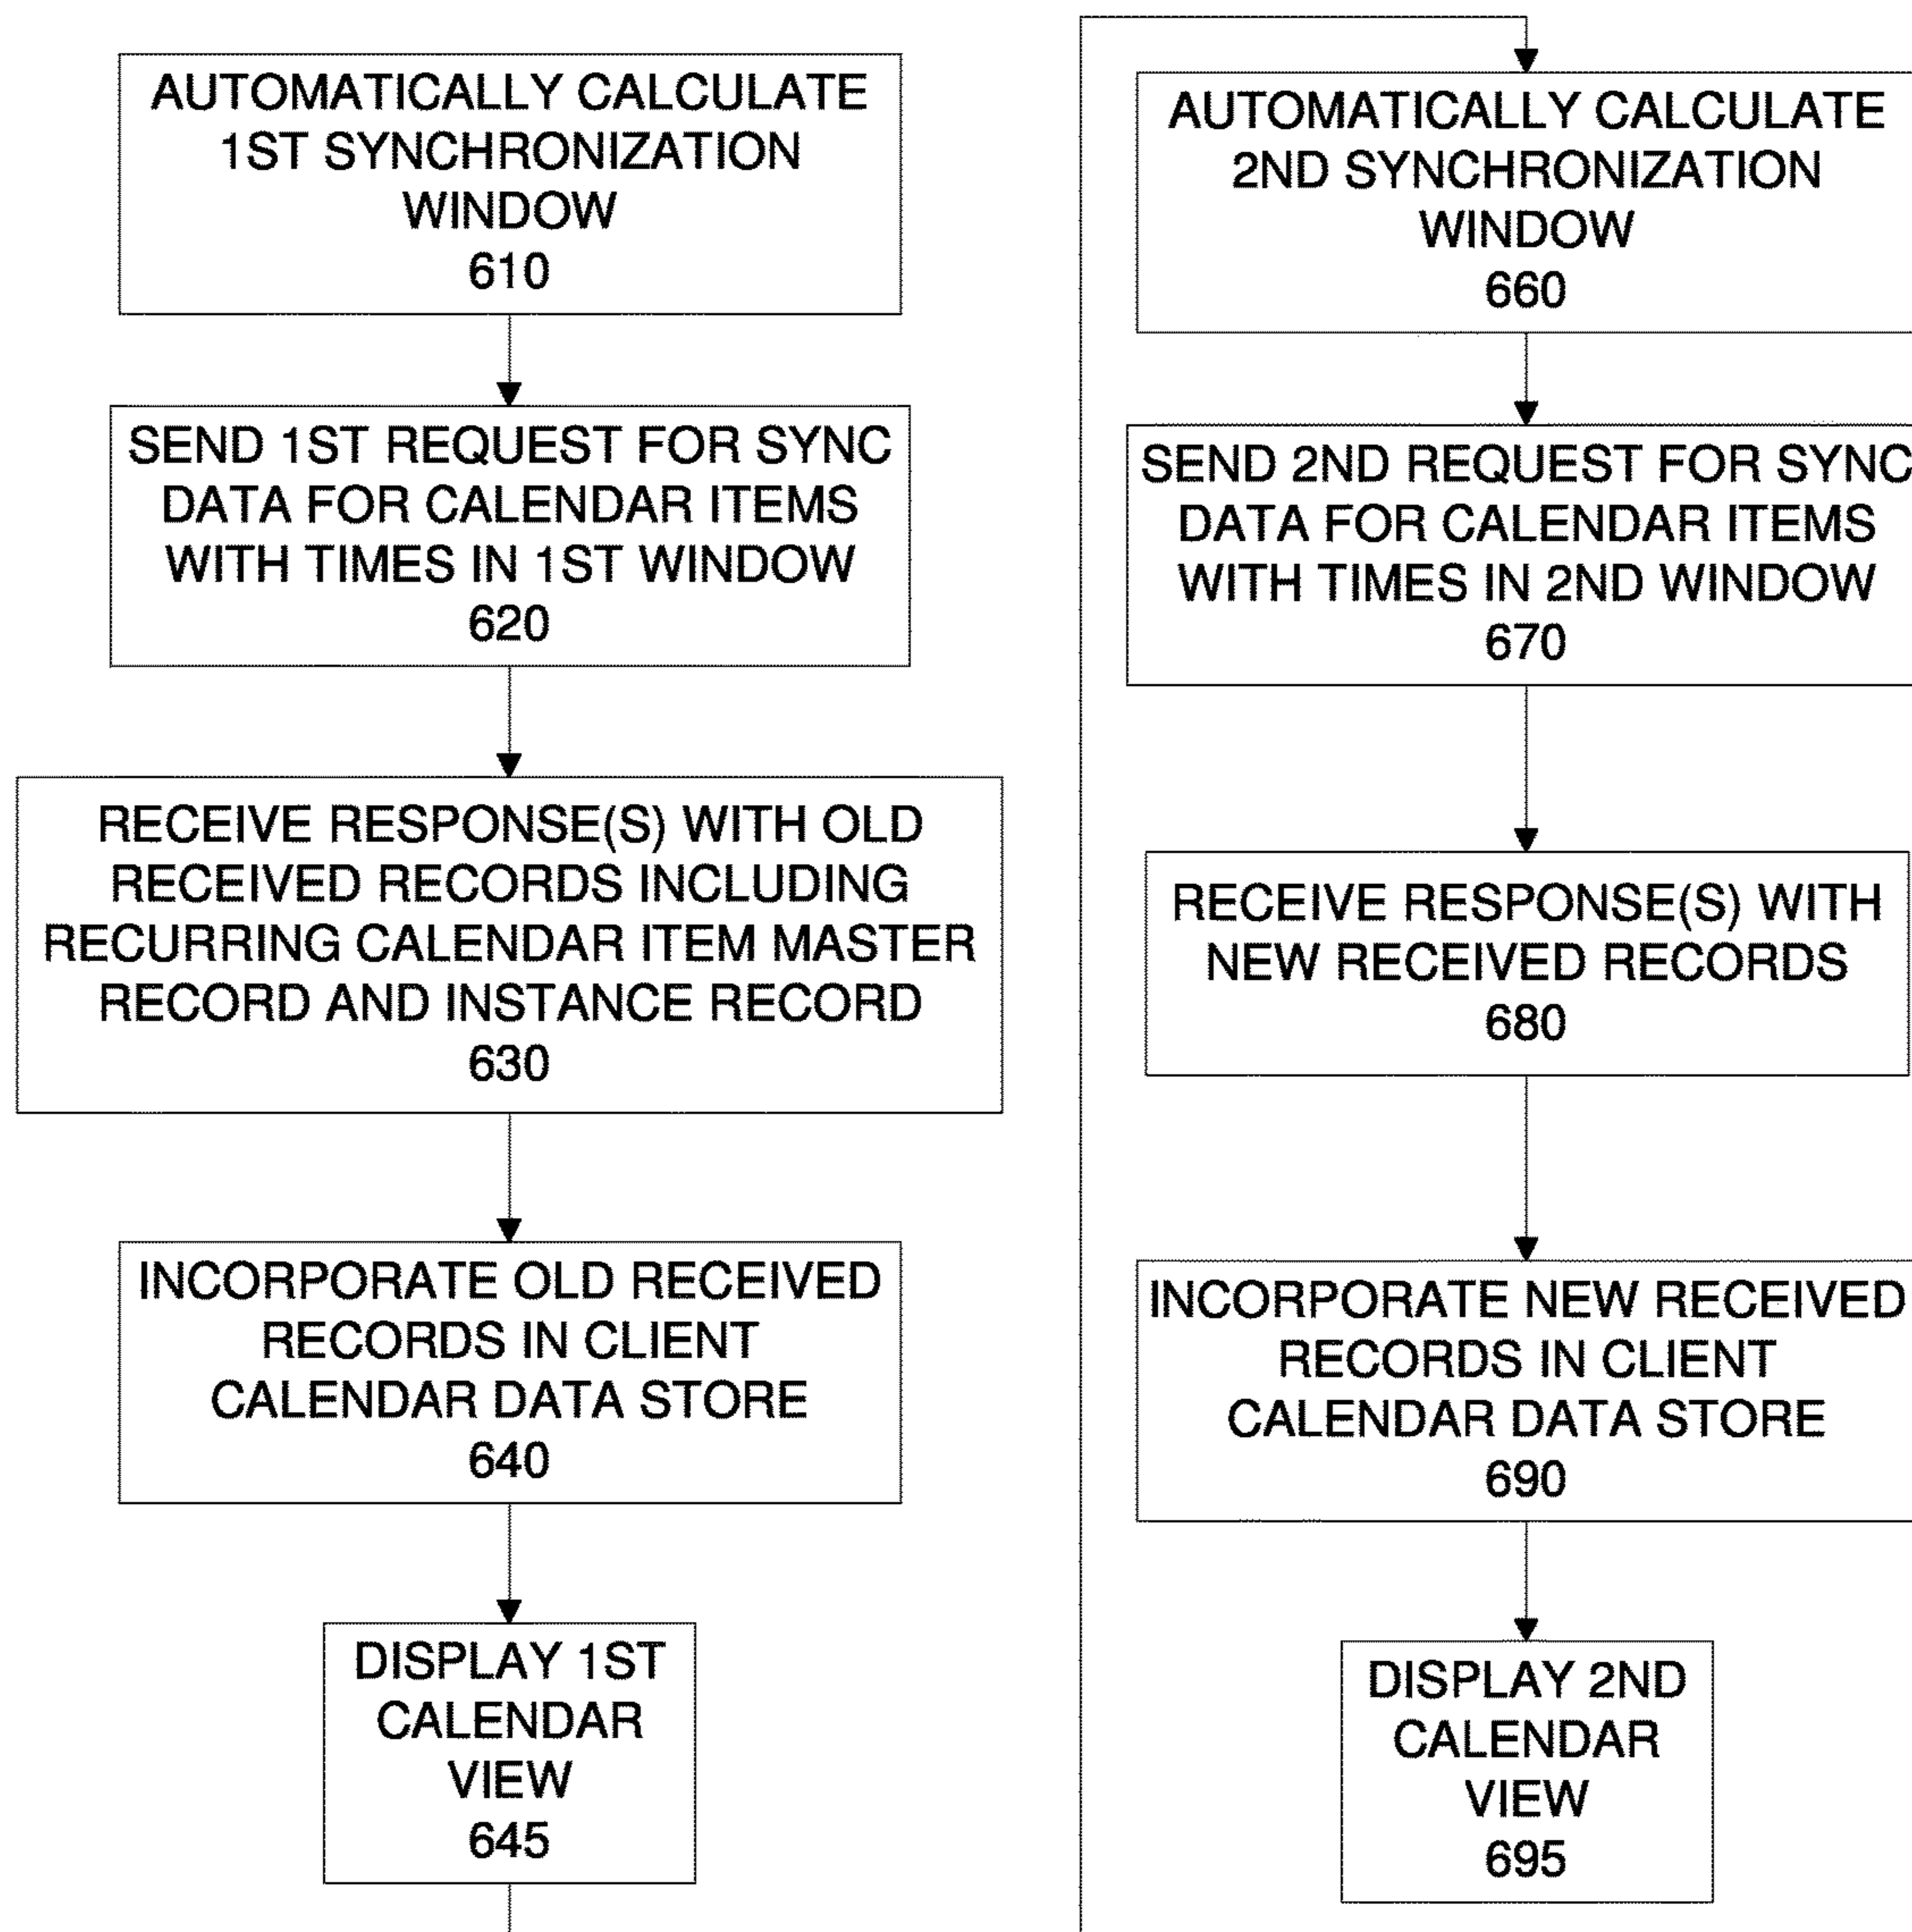 AUTOMATICALLY CALCULATE
1ST SYNCHRONIZATION
WINDOW
610
SEND 1ST REQUEST FOR SYNC
DATA FOR CALENDAR ITEMS
WITH TIMES IN 1ST WINDOW
620
RECEIVE RESPONSE(S) WITH OLD
RECEIVED RECORDS INCLUDING
RECURRING CALENDAR ITEM MASTER
RECORD AND INSTANCE RECORD
630
INCORPORATE OLD RECEIVED
RECORDS IN CLIENT
CALENDAR DATA STORE
640
DISPLAY 1ST
CALENDAR
VIEW
645
AUTOMATICALLY CALCULATE
2ND SYNCHRONIZATION
WINDOW
660
SEND 2ND REQUEST FOR SYNC
DATA FOR CALENDAR ITEMS
WITH TIMES IN 2ND WINDOW
670
RECEIVE RESPONSE(S) WITH
NEW RECEIVED RECORDS
680
INCORPORATE NEW RECEIVED
RECORDS IN CLIENT
CALENDAR DATA STORE
690
DISPLAY 2ND
CALENDAR
VIEW
695